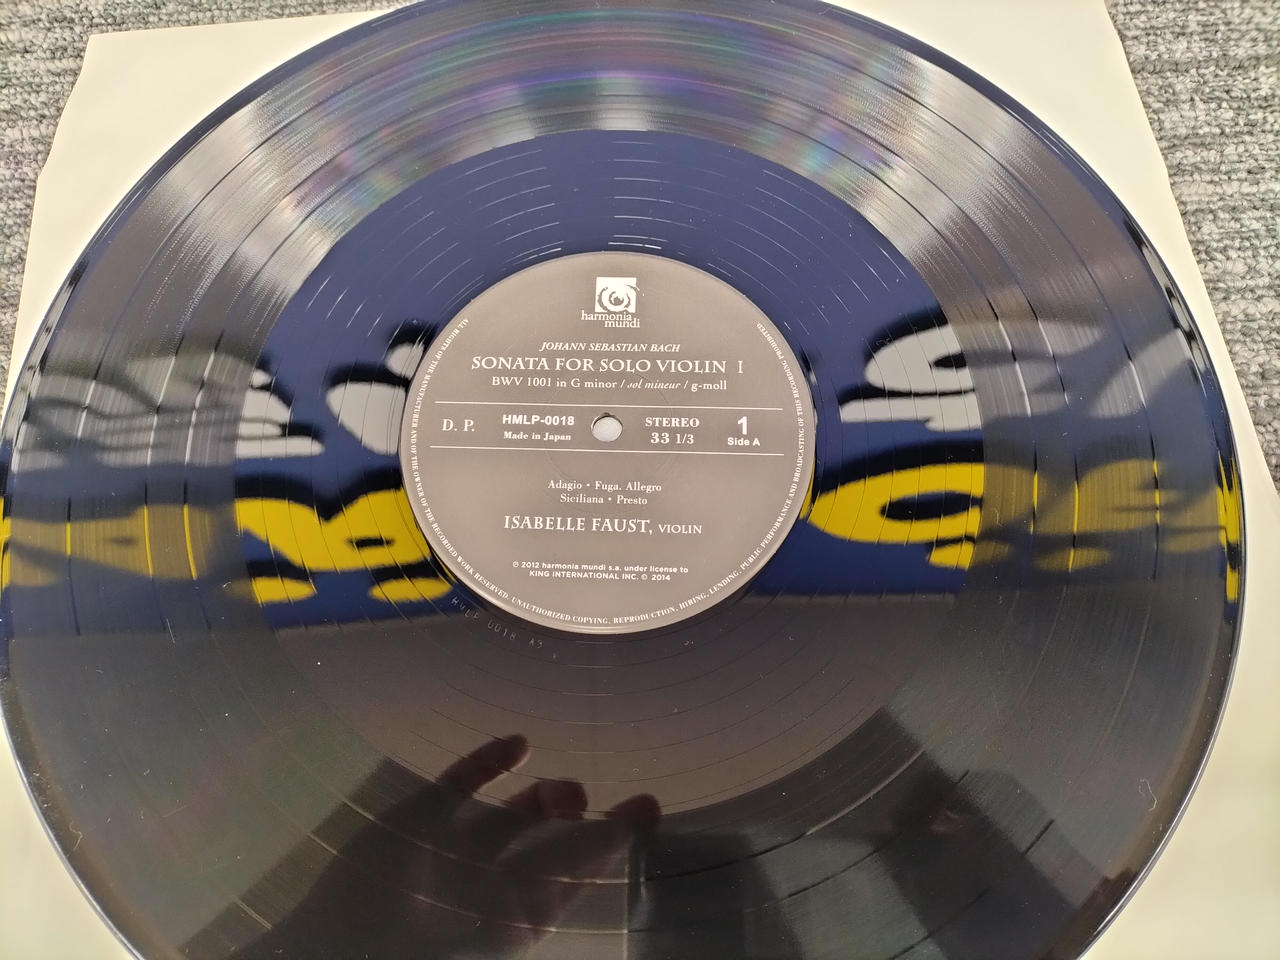 harmonia
mundi
JOHANN SEBASTIAN BACH
SONATA FOR SOLO VIOLIN I
BWV 1001 in G minor / sol mineur / g-moll
D. P.
HMLP-0018
Made in Japan
STEREO
33 1/3
1
Side A
Adagio • Fuga. Allegro
Siciliana • Presto
ISABELLE FAUST, VIOLIN
℗ 2012 harmonia mundi s.a. under license to
KING INTERNATIONAL INC. © 2014
ALL RIGHTS OF THE MANUFACTURER AND OF THE OWNER OF THE RECORDED WORK RESERVED. UNAUTHORIZED COPYING, REPRODUCTION, HIRING, LENDING, PUBLIC PERFORMANCE AND BROADCASTING OF THIS RECORDING PROHIBITED
HMLP 0018 A3